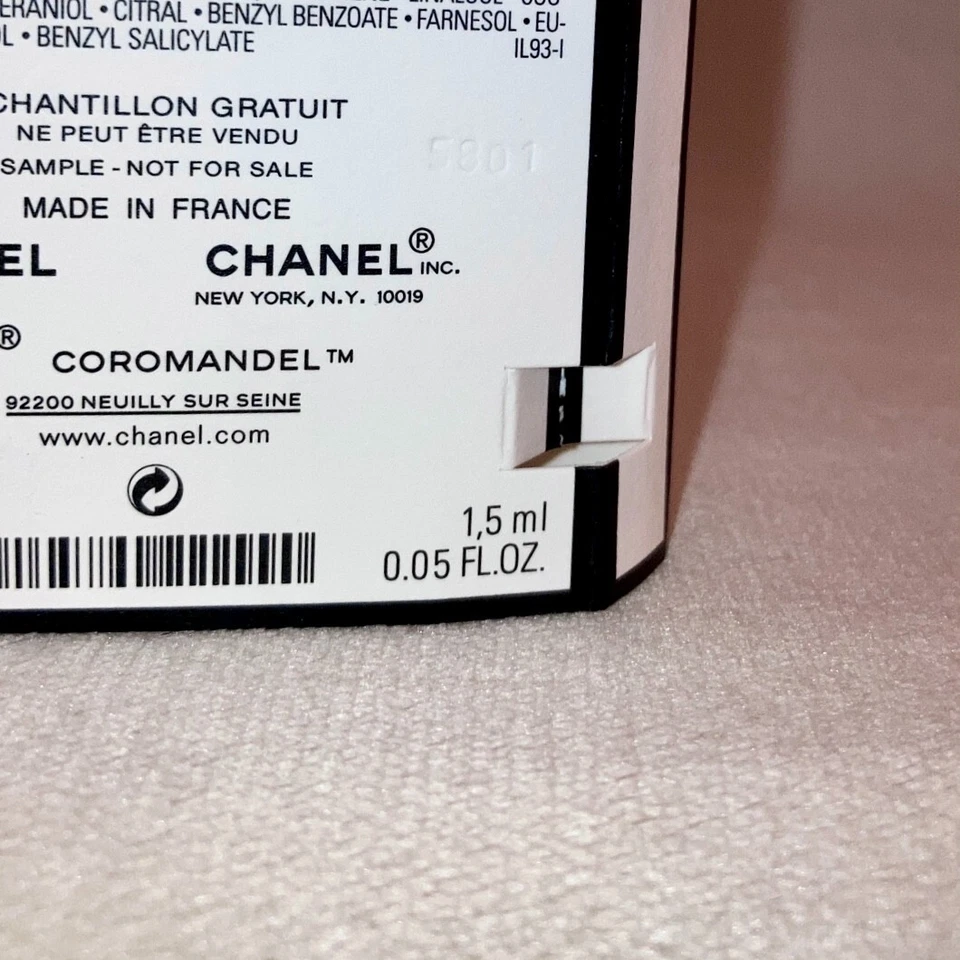 ERANIOL • CITRAL • BENZYL BENZOATE • FARNESOL • EU-
L • BENZYL SALICYLATE
IL93-I
CHANTILLON GRATUIT
NE PEUT ÊTRE VENDU
SAMPLE - NOT FOR SALE
5801
MADE IN FRANCE
EL
CHANEL® INC.
NEW YORK, N.Y. 10019
®
COROMANDEL™
92200 NEUILLY SUR SEINE
www.chanel.com
1,5 ml
0.05 FL.OZ.